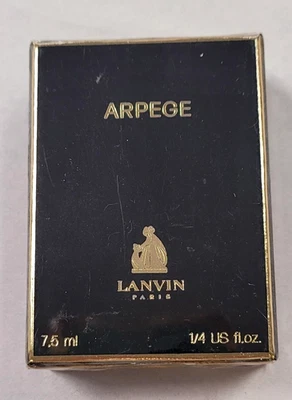 ARPEGE
LANVIN
PARIS
7,5 ml 1/4 US fl.oz.